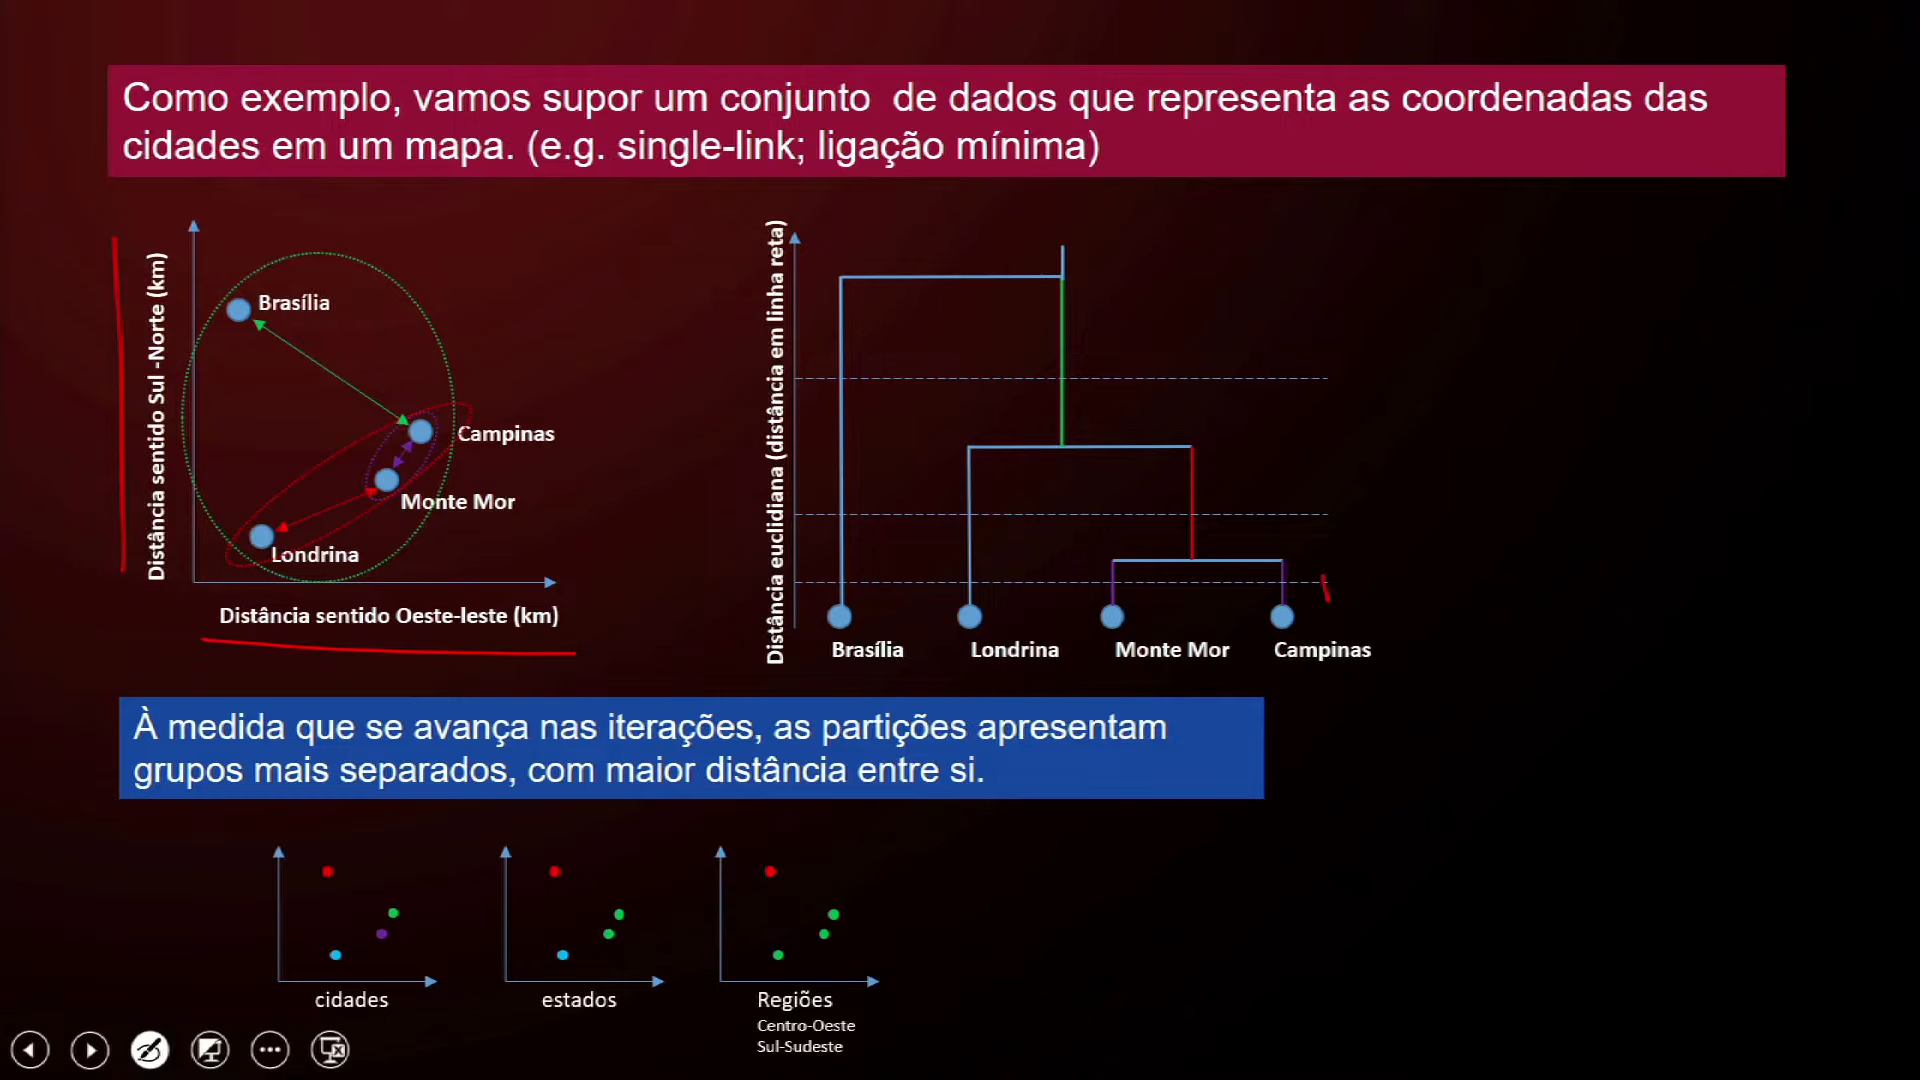 Como exemplo, vamos supor um conjunto de dados que representa as coordenadas das
cidades em um mapa. (e.g. single-link; ligação mínima)
Distância sentido Sul -Norte (km)
Brasília
Campinas
Monte Mor
Londrina
Distância sentido Oeste-leste (km)
Distância euclidiana (distância em linha reta)
Brasília
Londrina
Monte Mor
Campinas
À medida que se avança nas iterações, as partições apresentam
grupos mais separados, com maior distância entre si.
cidades
estados
Regiões
Centro-Oeste
Sul-Sudeste